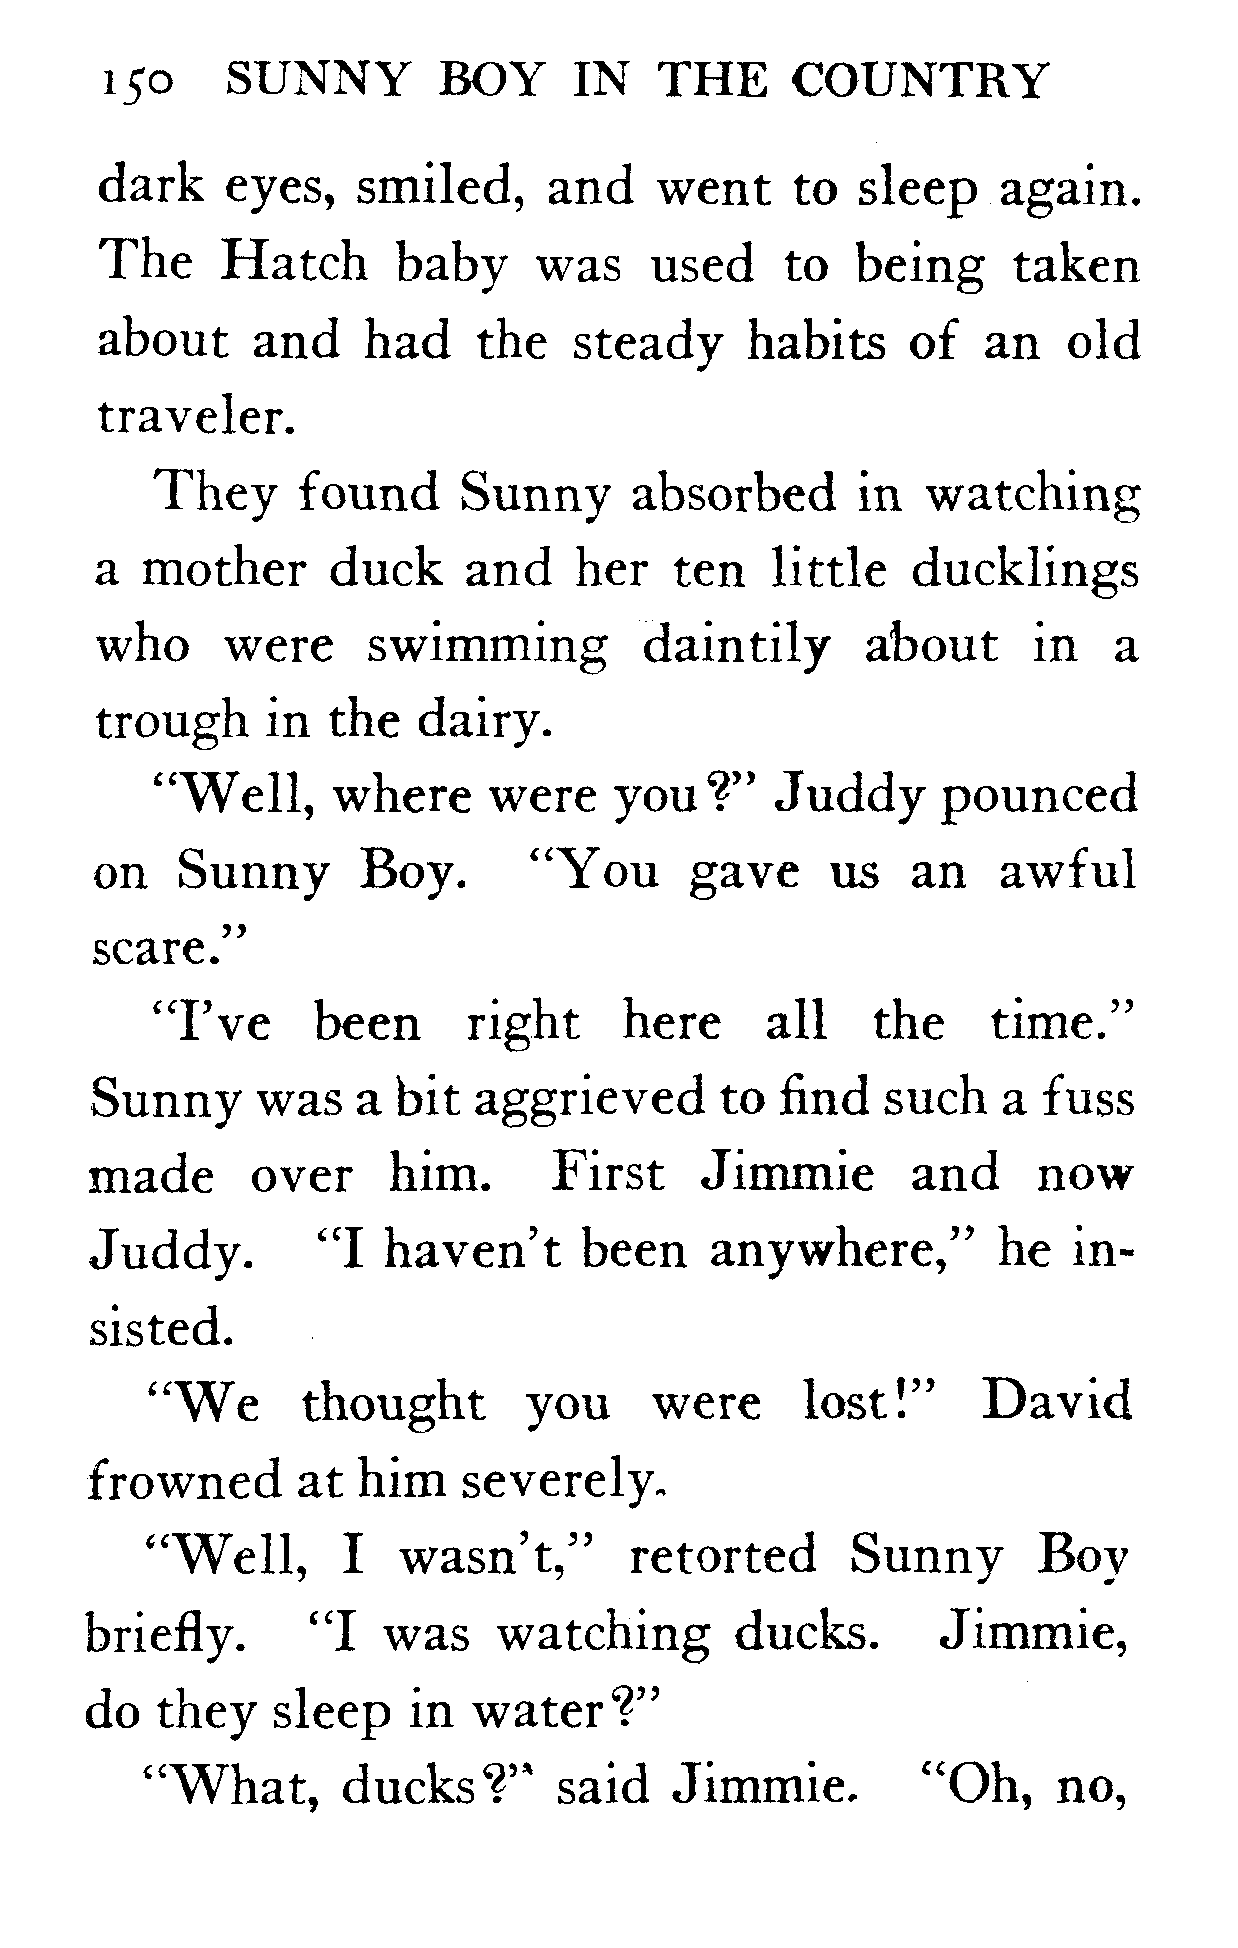 150 SUNNY BOY IN THE COUNTRY
dark eyes, smiled, and went to sleep again.
The Hatch baby was used to being taken
about and had the steady habits of an old
traveler.
They found Sunny absorbed in watching
a mother duck and her ten little ducklings
who were swimming daintily about in a
trough in the dairy.
“Well, where were you?” Juddy pounced
on Sunny Boy. “You gave us an awful
scare.”
“I’ve been right here all the time.”
Sunny was a bit aggrieved to find such a fuss
made over him. First Jimmie and now
Juddy. “I haven’t been anywhere,” he in-
sisted.
“We thought you were lost!” David
frowned at him severely.
“Well, I wasn’t,” retorted Sunny Boy
briefly. “I was watching ducks. Jimmie,
do they sleep in water?”
“What, ducks?” said Jimmie. “Oh, no,